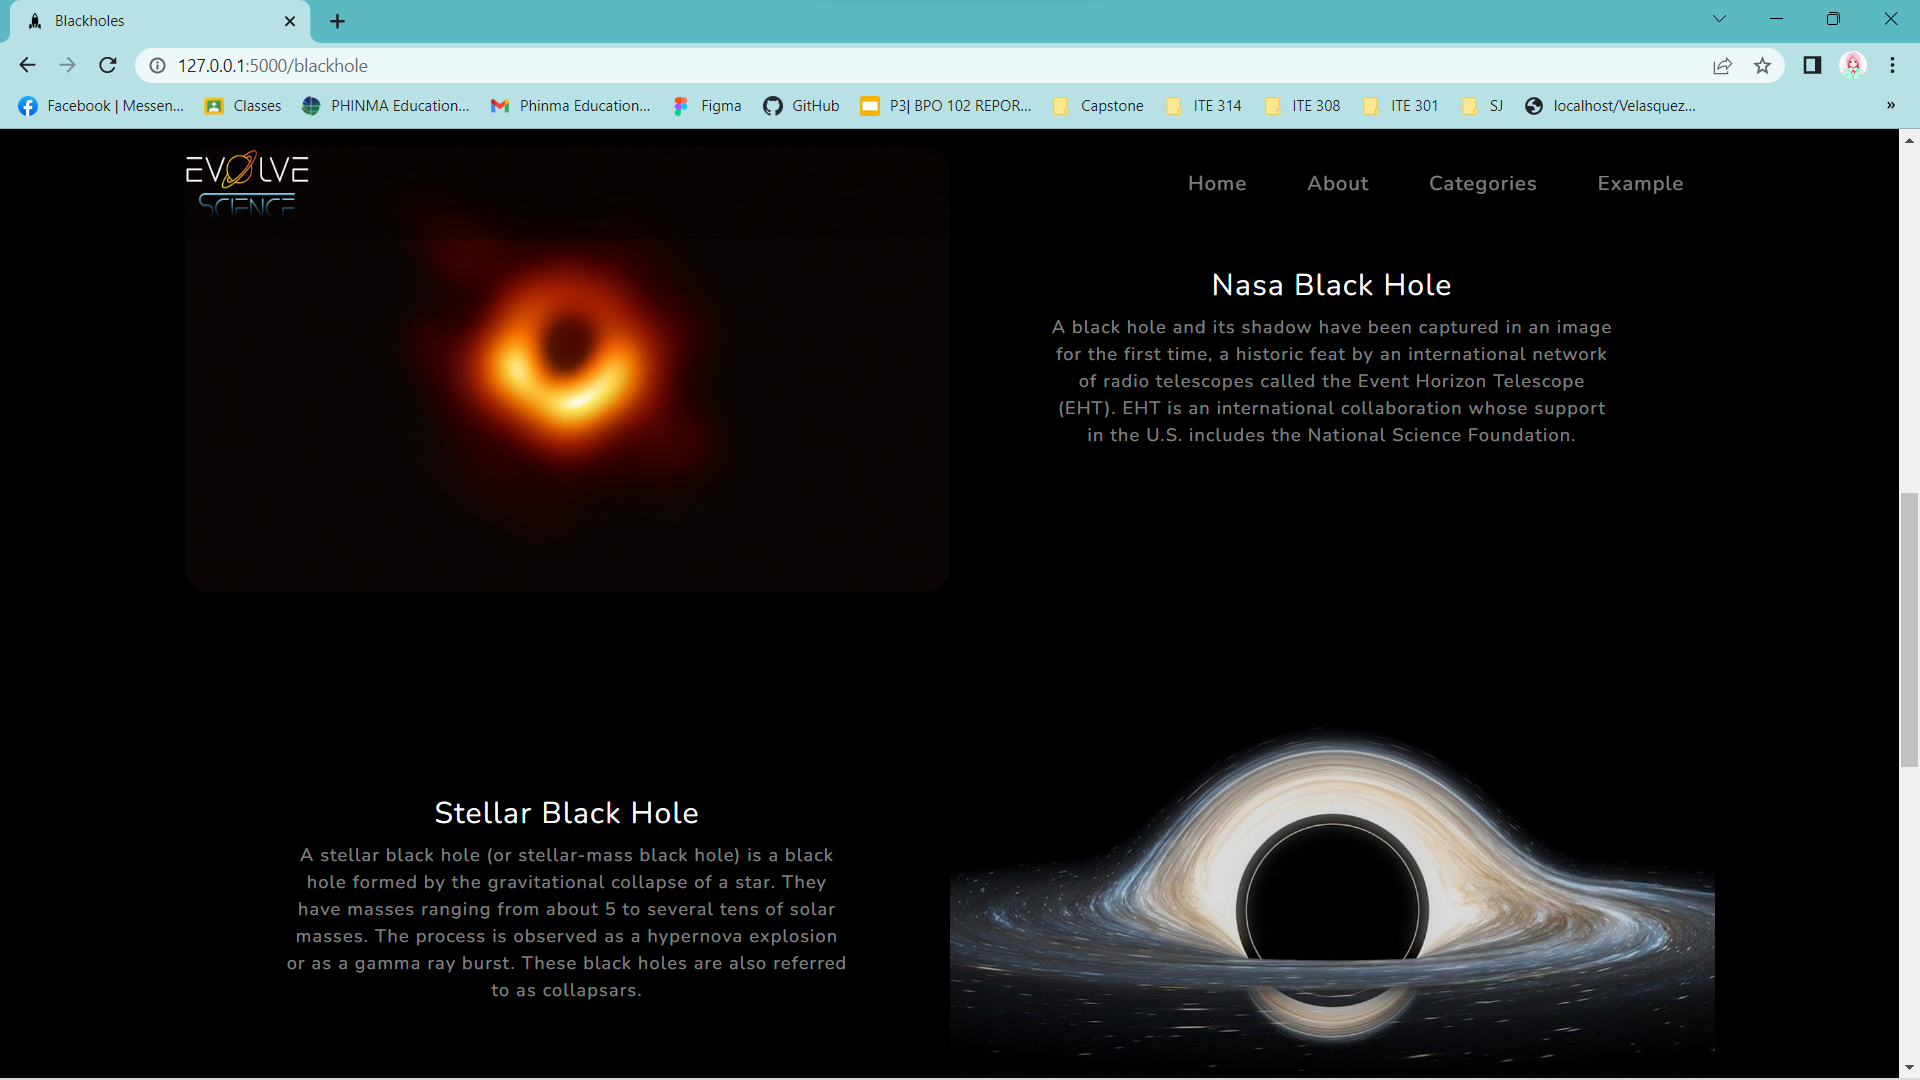 Blackholes
127.0.0.1:5000/blackhole
Facebook | Messen... Classes PHINMA Education... Phinma Education... Figma GitHub P3| BPO 102 REPOR... Capstone ITE 314 ITE 308 ITE 301 SJ localhost/Velasquez... »
EVOLVE
SCIENCE
Home About Categories Example
Nasa Black Hole
A black hole and its shadow have been captured in an image
for the first time, a historic feat by an international network
of radio telescopes called the Event Horizon Telescope
(EHT). EHT is an international collaboration whose support
in the U.S. includes the National Science Foundation.
Stellar Black Hole
A stellar black hole (or stellar-mass black hole) is a black
hole formed by the gravitational collapse of a star. They
have masses ranging from about 5 to several tens of solar
masses. The process is observed as a hypernova explosion
or as a gamma ray burst. These black holes are also referred
to as collapsars.